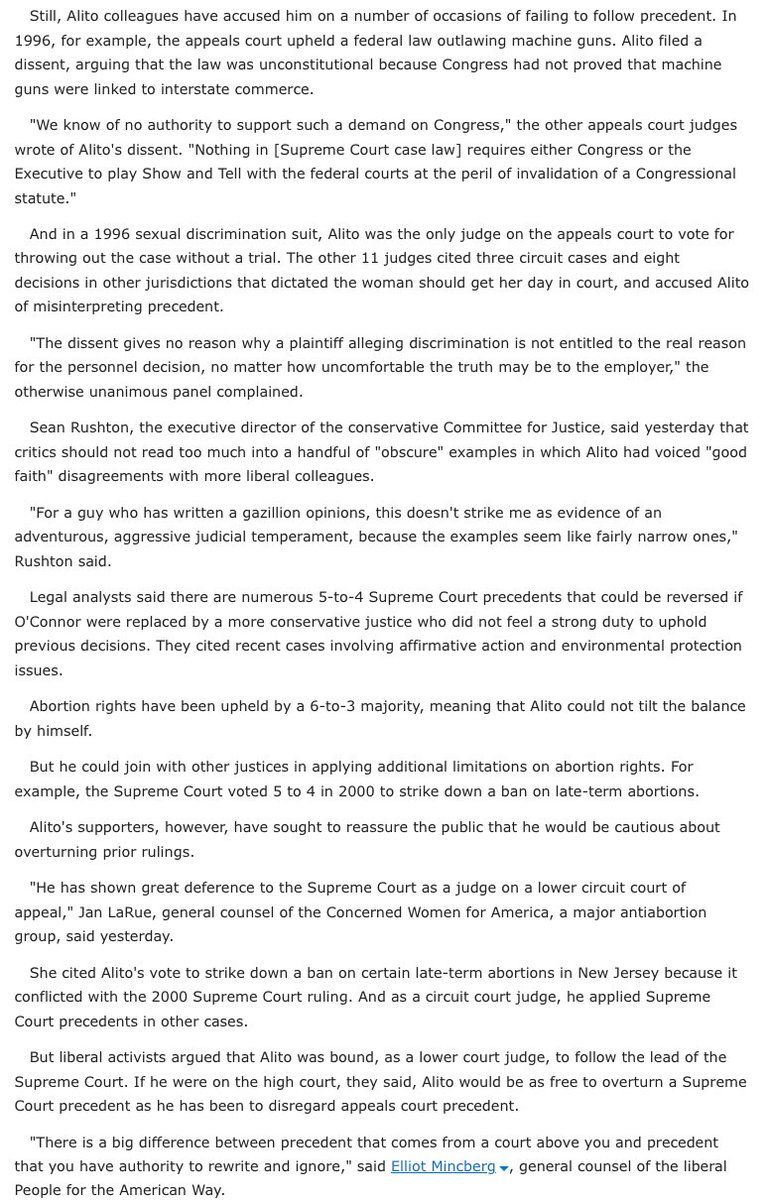 Still, Alito colleagues have accused him on a number of occasions of failing to follow precedent. In
1996, for example, the appeals court upheld a federal law outlawing machine guns. Alito filed a
dissent, arguing that the law was unconstitutional because Congress had not proved that machine
guns were linked to interstate commerce.
"We know of no authority to support such a demand on Congress," the other appeals court judges
wrote of Alito's dissent. "Nothing in [Supreme Court case law] requires either Congress or the
Executive to play Show and Tell with the federal courts at the peril of invalidation of a Congressional
statute."
And in a 1996 sexual discrimination suit, Alito was the only judge on the appeals court to vote for
throwing out the case without a trial. The other 11 judges cited three circuit cases and eight
decisions in other jurisdictions that dictated the woman should get her day in court, and accused Alito
of misinterpreting precedent.
"The dissent gives no reason why a plaintiff alleging discrimination is not entitled to the real reason
for the personnel decision, no matter how uncomfortable the truth may be to the employer," the
otherwise unanimous panel complained.
Sean Rushton, the executive director of the conservative Committee for Justice, said yesterday that
critics should not read too much into a handful of "obscure" examples in which Alito had voiced "good
faith" disagreements with more liberal colleagues.
"For a guy who has written a gazillion opinions, this doesn't strike me as evidence of an
adventurous, aggressive judicial temperament, because the examples seem like fairly narrow ones,"
Rushton said.
Legal analysts said there are numerous 5-to-4 Supreme Court precedents that could be reversed if
O'Connor were replaced by a more conservative justice who did not feel a strong duty to uphold
previous decisions. They cited recent cases involving affirmative action and environmental protection
issues.
Abortion rights have been upheld by a 6-to-3 majority, meaning that Alito could not tilt the balance
by himself.
But he could join with other justices in applying additional limitations on abortion rights. For
example, the Supreme Court voted 5 to 4 in 2000 to strike down a ban on late-term abortions.
Alito's supporters, however, have sought to reassure the public that he would be cautious about
overturning prior rulings.
"He has shown great deference to the Supreme Court as a judge on a lower circuit court of
appeal," Jan LaRue, general counsel of the Concerned Women for America, a major antiabortion
group, said yesterday.
She cited Alito's vote to strike down a ban on certain late-term abortions in New Jersey because it
conflicted with the 2000 Supreme Court ruling. And as a circuit court judge, he applied Supreme
Court precedents in other cases.
But liberal activists argued that Alito was bound, as a lower court judge, to follow the lead of the
Supreme Court. If he were on the high court, they said, Alito would be as free to overturn a Supreme
Court precedent as he has been to disregard appeals court precedent.
"There is a big difference between precedent that comes from a court above you and precedent
that you have authority to rewrite and ignore," said Elliot Mincberg, general counsel of the liberal
People for the American Way.